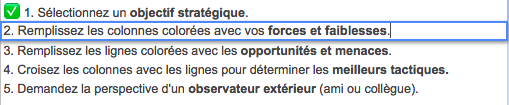 ✅ 1. Sélectionnez un objectif stratégique.
2. Remplissez les colonnes colorées avec vos forces et faiblesses.
3. Remplissez les lignes colorées avec les opportunités et menaces.
4. Croisez les colonnes avec les lignes pour déterminer les meilleurs tactiques.
5. Demandez la perspective d'un observateur extérieur (ami ou collègue).